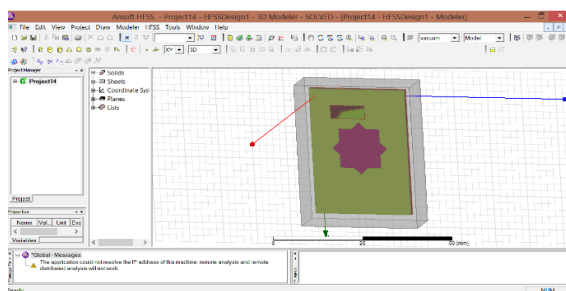 Ansoft HFSS - Project14 - HFSSDesign1 - 3D Modeler - SOLVED - [Project14 - HFSSDesign1 - Modeler]
File Edit View Project Draw Modeler HFSS Tools Window Help
vacuum Model
XY 3D
Project Manager
Project14
Solids
Sheets
Coordinate Sys
Planes
Lists
Project
Properties
Name Val... Unit Eva
Variables
0 25 50 (mm)
*Global - Messages
The application could not resolve the IP address of this machine: remote analysis and remote
distributed analysis will not work
Ready NUM